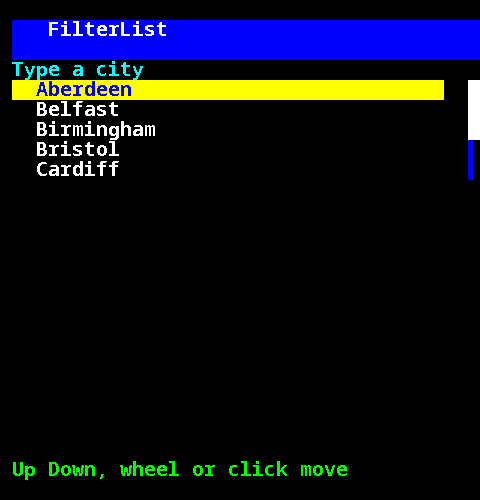 FilterList
Type a city
Aberdeen
Belfast
Birmingham
Bristol
Cardiff
Up Down, wheel or click move